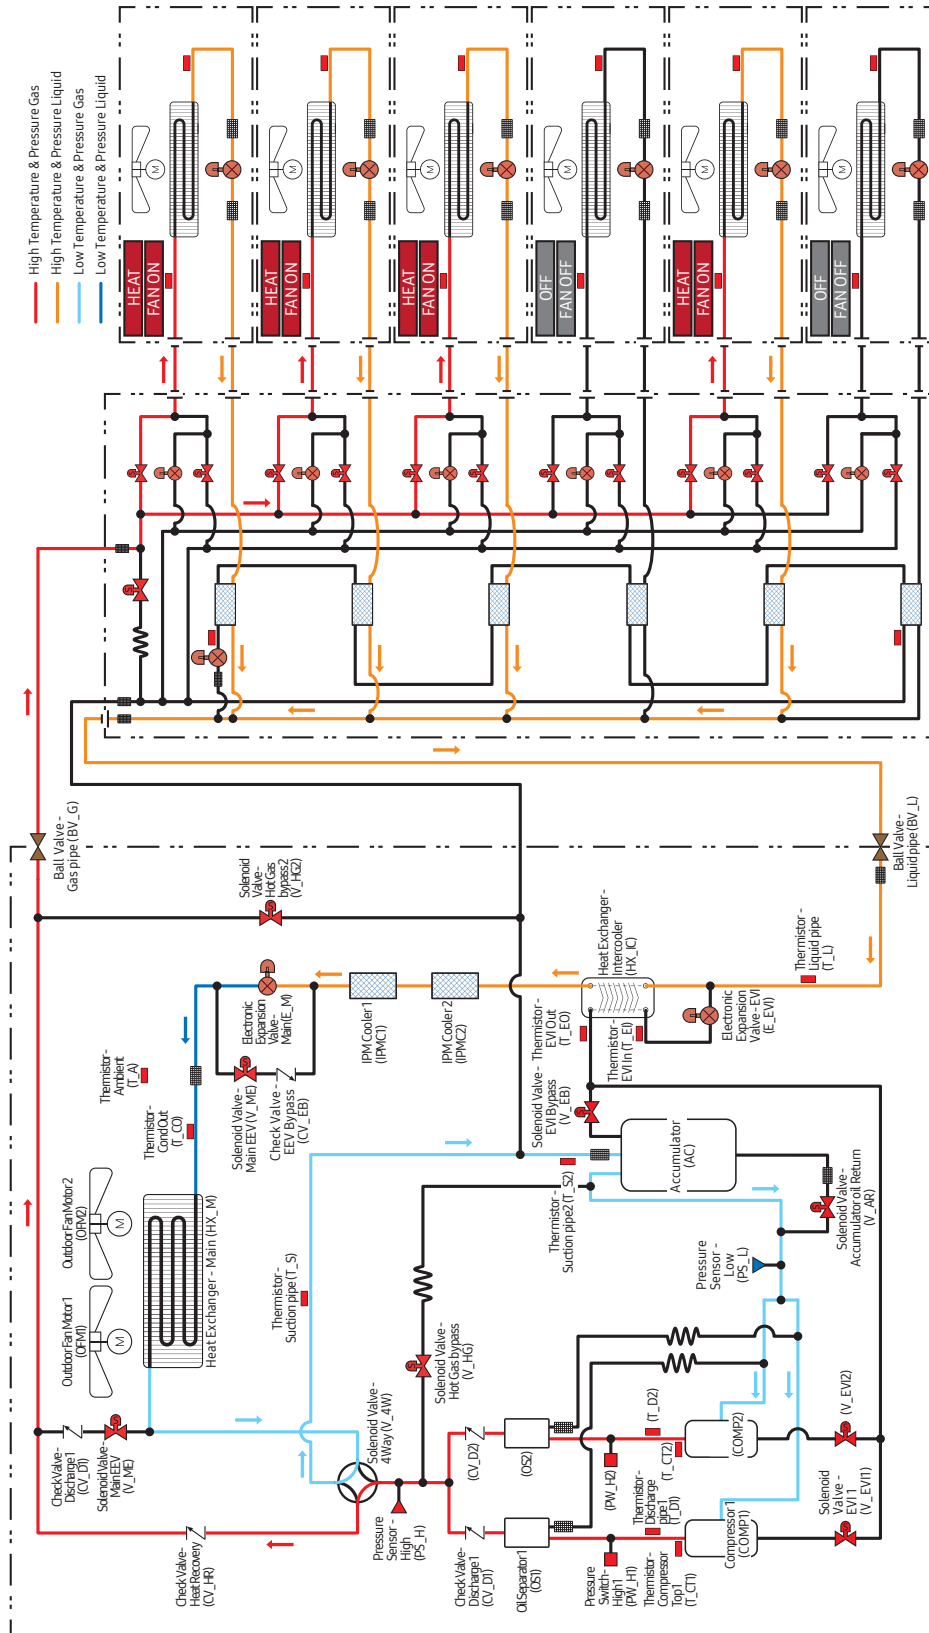 High Temperature & Pressure Gas
High Temperature & Pressure Liquid
Low Temperature & Pressure Gas
Low Temperature & Pressure Liquid
HEAT
FAN ON
M
HEAT
FAN ON
M
HEAT
FAN ON
M
OFF
FAN OFF
M
HEAT
FAN ON
M
OFF
FAN OFF
M
Ball Valve -
Gas pipe (BV_G)
Ball Valve -
Liquid pipe (BV_L)
Solenoid
Valve -
Hot Gas
bypass2
(V_HG2)
Thermistor-
Ambient
(T_A)
Thermistor-
Cond Out
(T_CO)
Electronic
Expansion
Valve -
Main(E_M)
Solenoid Valve -
Main EEV (V_ME)
Check Valve -
EEV Bypass
(CV_EB)
IPM Cooler 1
(IPMC1)
IPM Cooler 2
(IPMC2)
Heat Exchanger -
Intercooler
(HX_IC)
Thermistor-
EVI Out
(T_EO)
Thermistor-
EVI In (T_EI)
Electronic
Expansion
Valve - EVI
(E_EVI)
Thermistor-
Liquid pipe
(T_L)
Solenoid Valve -
EVI Bypass
(V_EB)
Outdoor Fan Motor2
(OFM2)
M
Outdoor Fan Motor1
(OFM1)
M
Heat Exchanger - Main (HX_M)
Thermistor-
Suction pipe (T_S)
Thermistor-
Suction pipe2 (T_S2)
Accumulator
(AC)
Solenoid Valve -
Accumulator oil Return
(V_AR)
Pressure
Sensor -
Low
(PS_L)
Check Valve -
Discharge1
(CV_D1)
Solenoid Valve -
Main EEV
(V_ME)
Solenoid Valve -
4Way (V_4W)
Solenoid Valve -
Hot Gas bypass
(V_HG)
Check Valve -
Heat Recovery
(CV_HR)
Pressure
Sensor -
High
(PS_H)
(CV_D2)
(OS2)
(PW_H2)
(T_D2)
(T_CT2)
(COMP2)
(V_EVI2)
Check Valve -
Discharge1
(CV_D1)
Oil Separator1
(OS1)
Pressure
Switch-
High1
(PW_H1)
Thermistor-
Discharge
pipe1
(T_D1)
Thermistor-
Compressor
Top1
(T_CT1)
Compressor 1
(COMP1)
Solenoid
Valve -
EVI 1
(V_EVI1)